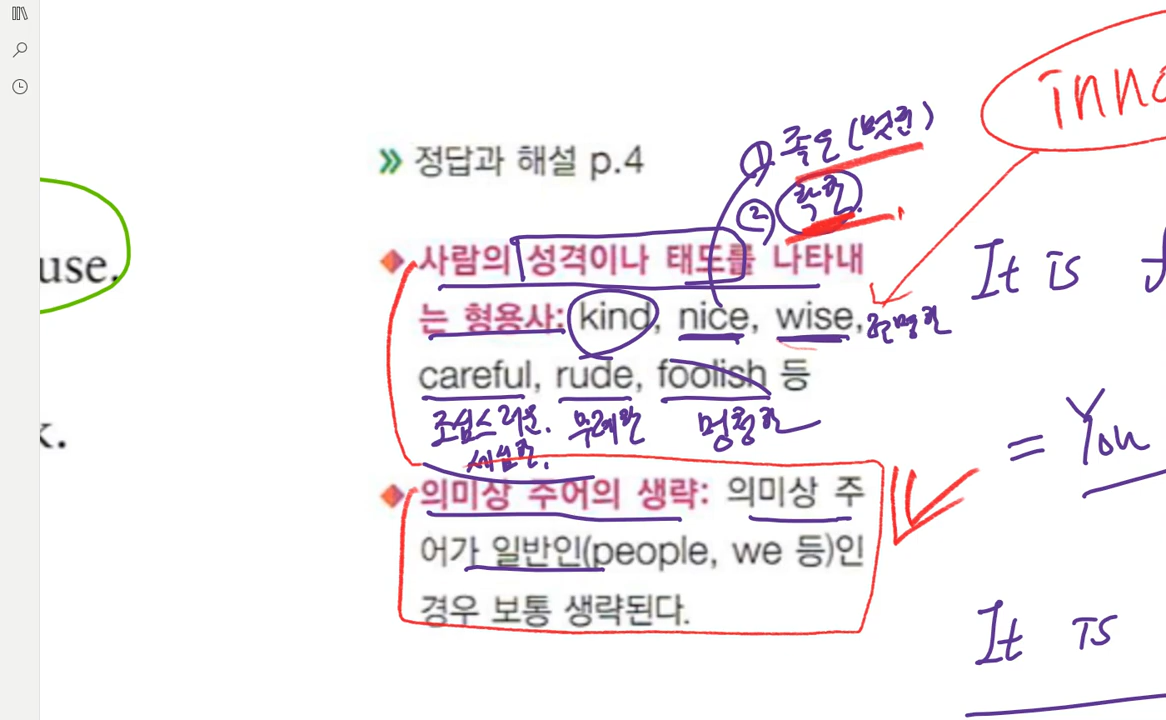 inno
① 좋은 (멋진)
② 착한.
» 정답과 해설 p.4
use.
사람의 성격이나 태도를 나타내
It is
는 형용사: kind, nice, wise, 현명한
careful, rude, foolish 등
조심스러운. 무례한 멍청한
세심한.
k.
= You
의미상 주어의 생략: 의미상 주
어가 일반인(people, we 등)인
경우 보통 생략된다.
It is